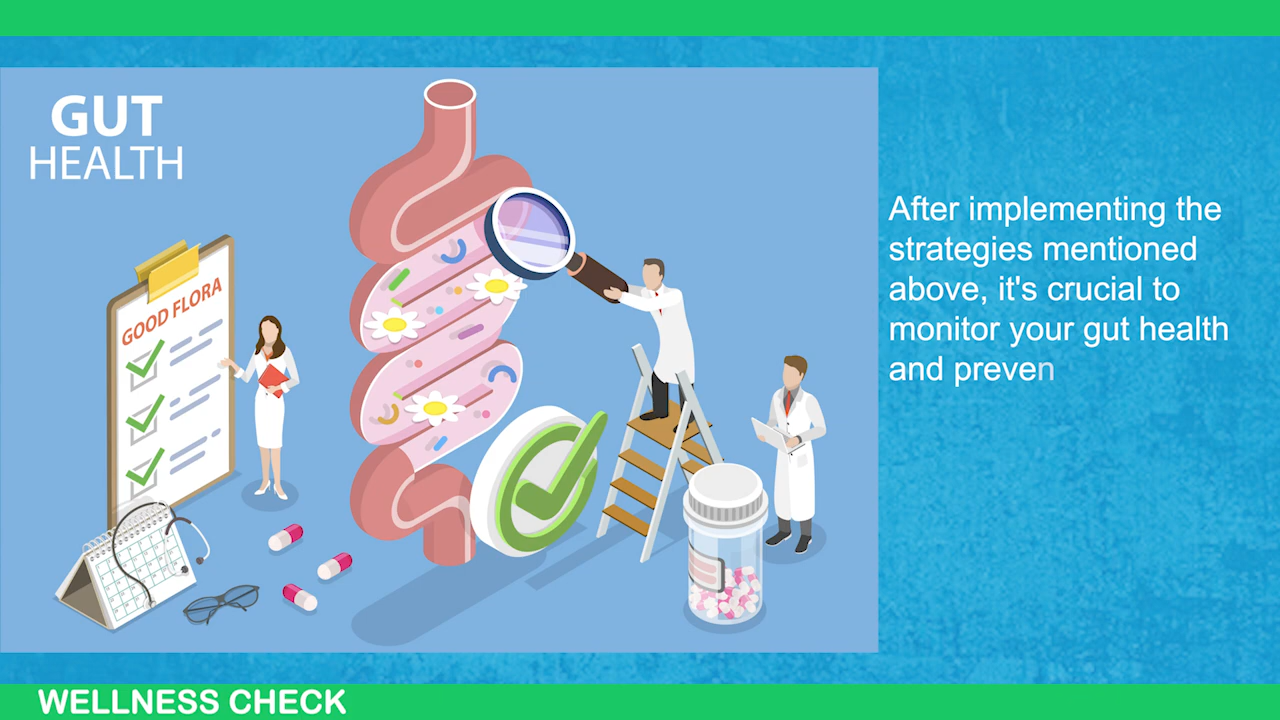 GUT
HEALTH
GOOD FLORA
After implementing the
strategies mentioned
above, it's crucial to
monitor your gut health
and preven
WELLNESS CHECK